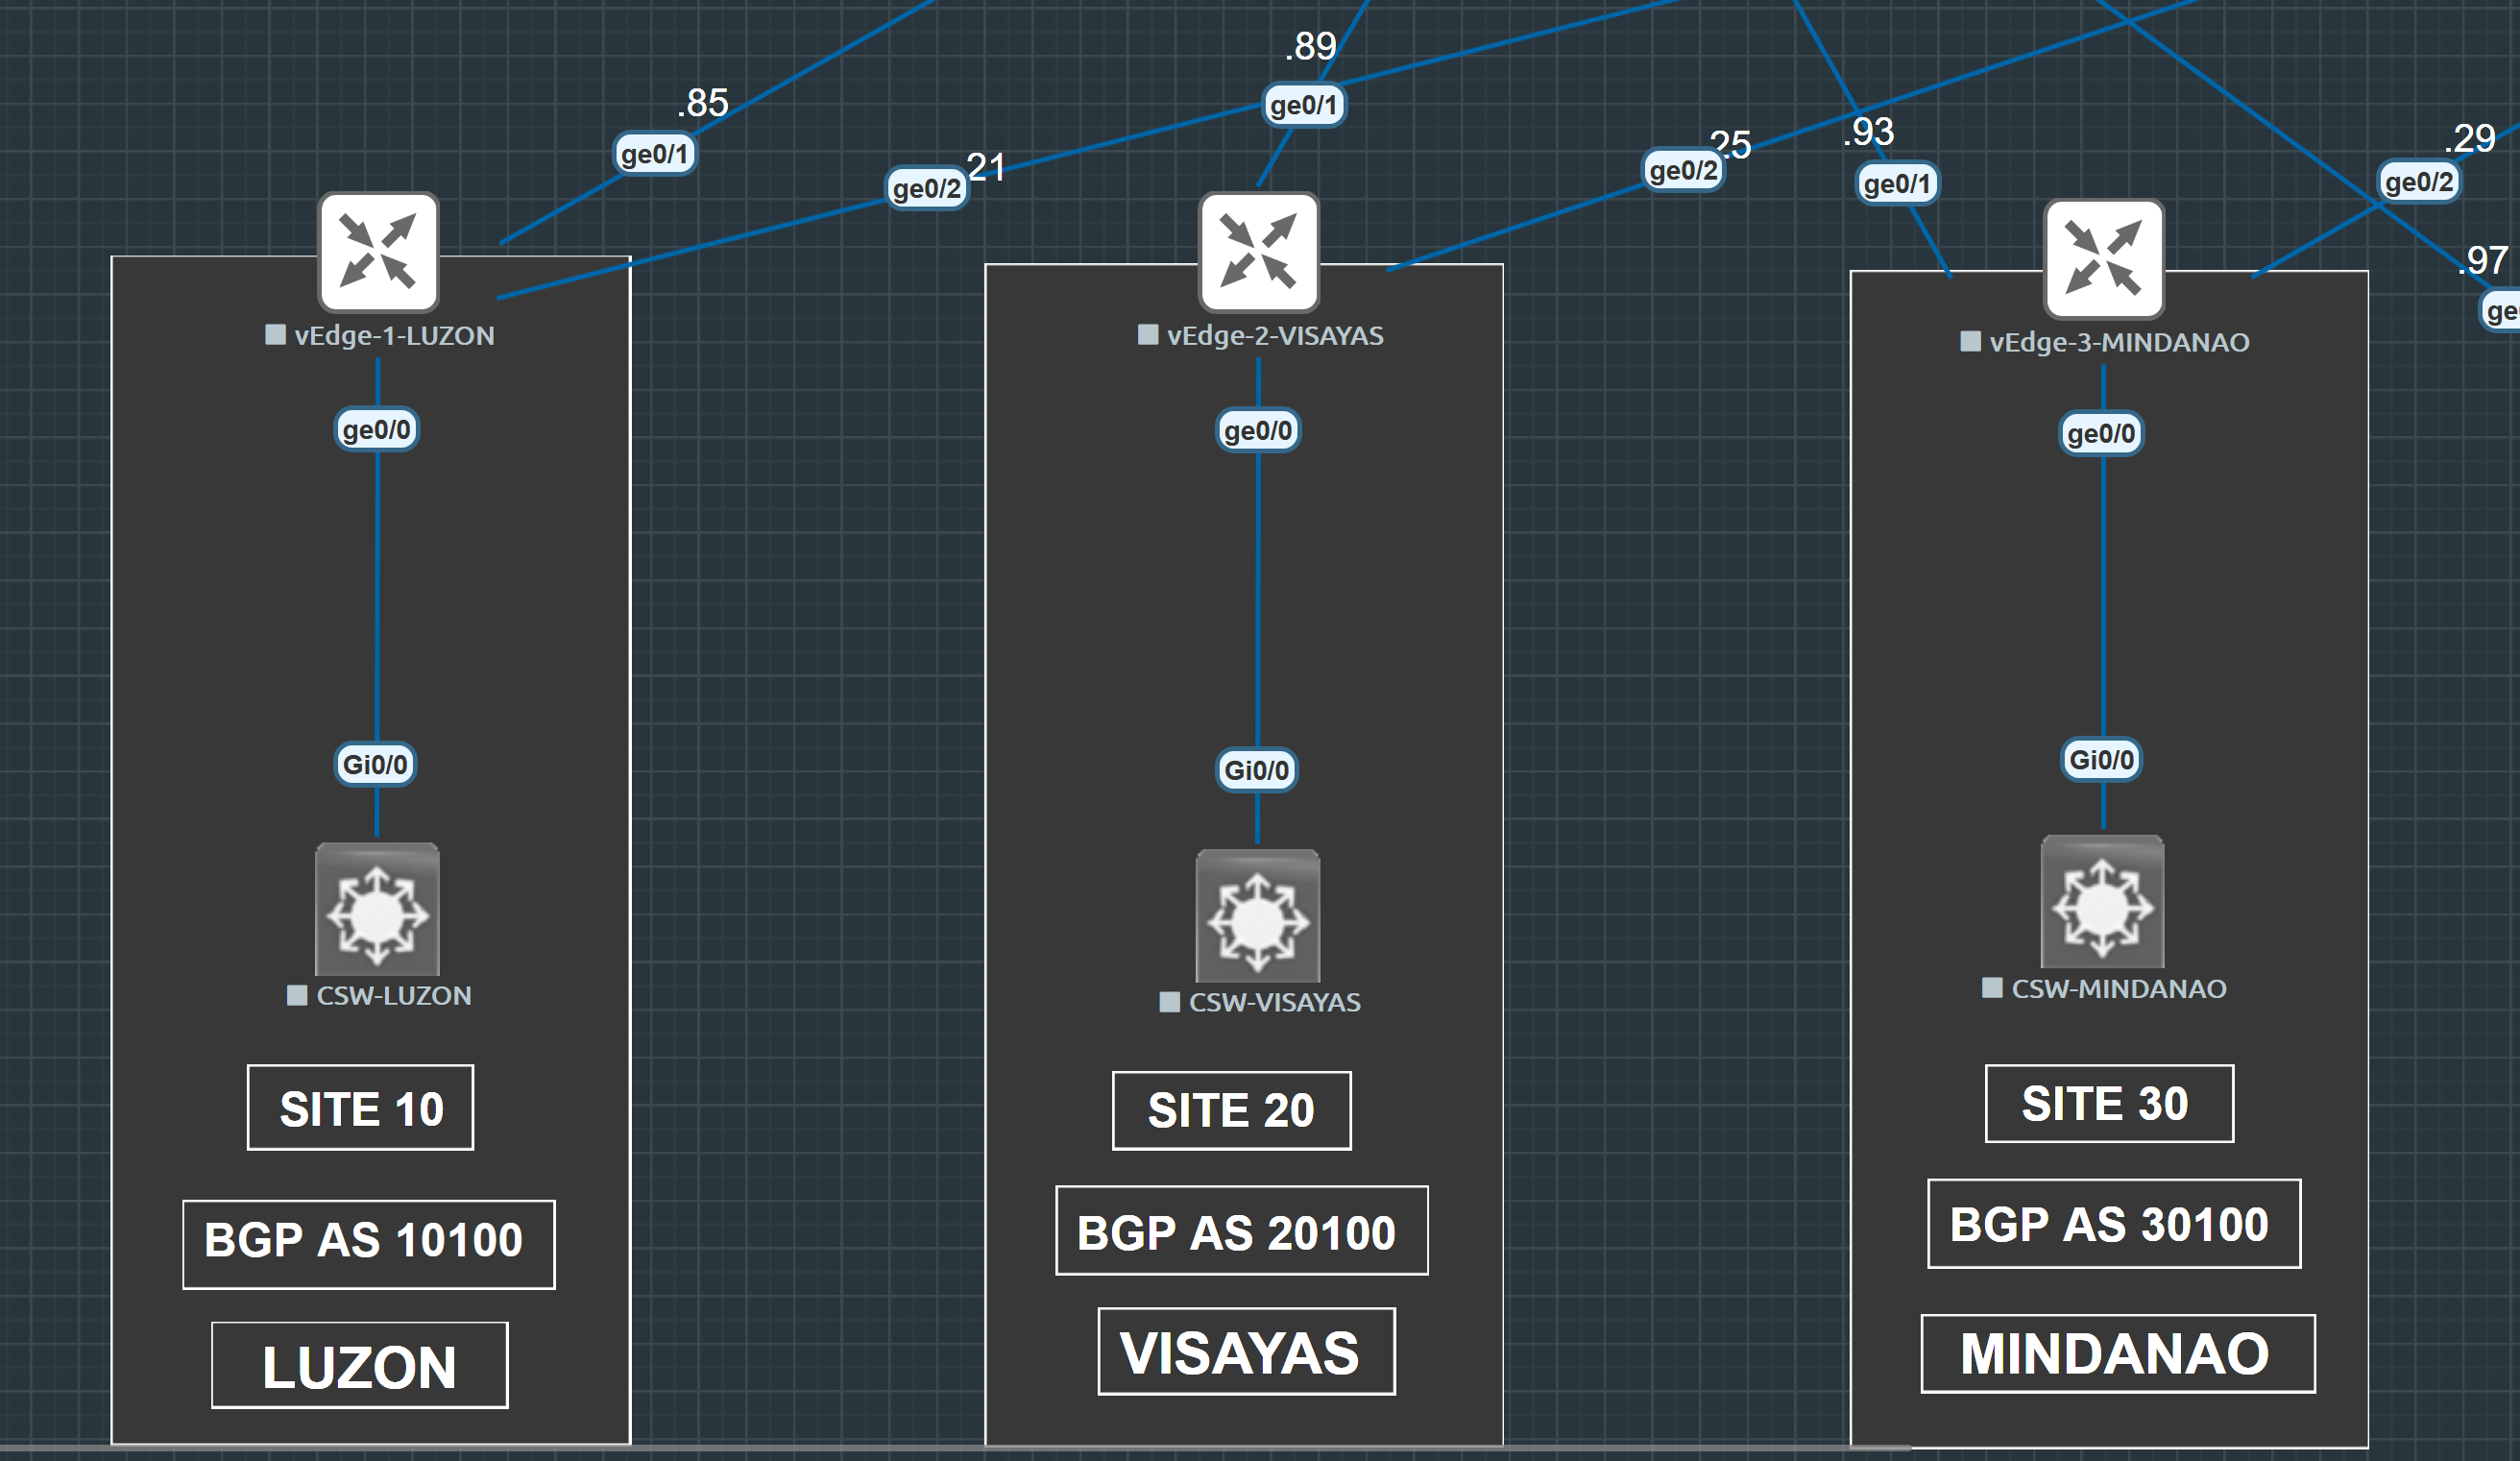 .89
.85
ge0/1
ge0/1
21
ge0/2
25
ge0/2
.93
ge0/1
.29
ge0/2
.97
vEdge-1-LUZON
ge0/0
Gi0/0
CSW-LUZON
SITE 10
BGP AS 10100
LUZON
vEdge-2-VISAYAS
ge0/0
Gi0/0
CSW-VISAYAS
SITE 20
BGP AS 20100
VISAYAS
vEdge-3-MINDANAO
ge0/0
Gi0/0
CSW-MINDANAO
SITE 30
BGP AS 30100
MINDANAO